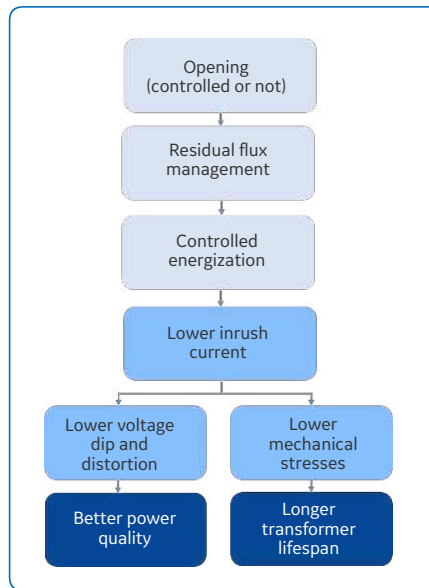 Opening
(controlled or not)
Residual flux
management
Controlled
energization
Lower inrush
current
Lower voltage
dip and
distortion
Lower
mechanical
stresses
Better power
quality
Longer
transformer
lifespan